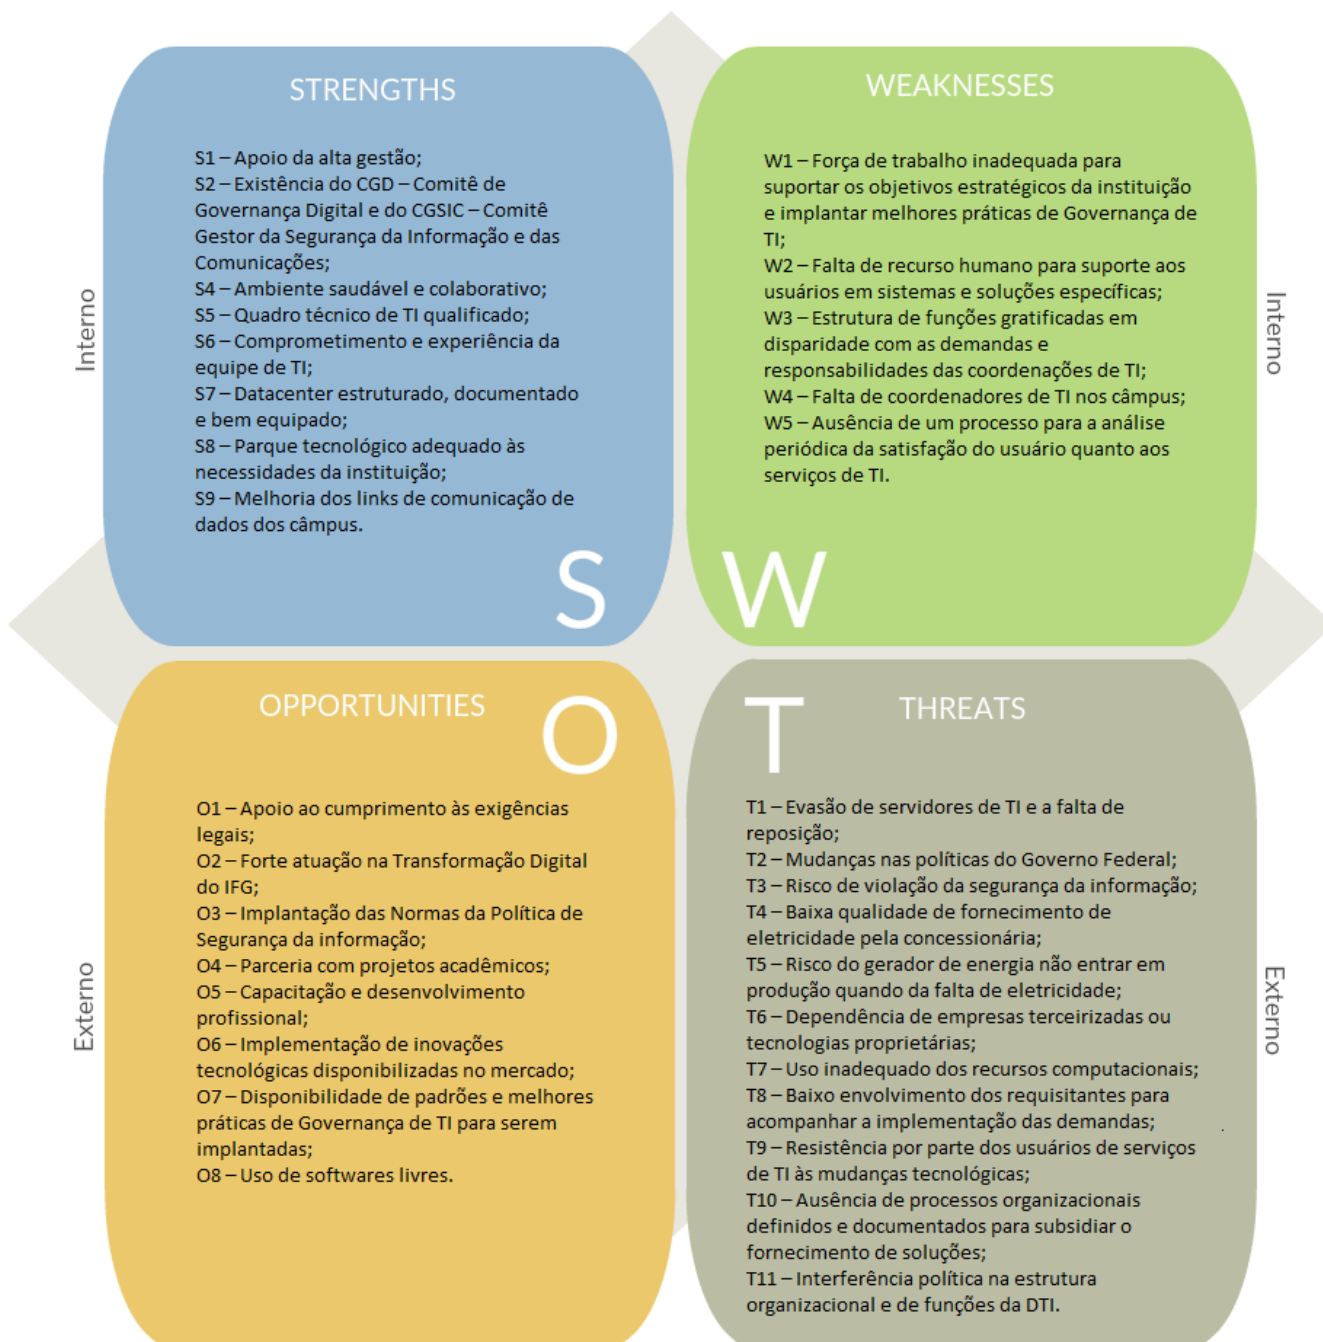 STRENGTHS
S1 – Apoio da alta gestão;
S2 – Existência do CGD – Comitê de
Governança Digital e do CGSIC – Comitê
Gestor da Segurança da Informação e das
Comunicações;
S4 – Ambiente saudável e colaborativo;
S5 – Quadro técnico de TI qualificado;
S6 – Comprometimento e experiência da
equipe de TI;
S7 – Datacenter estruturado, documentado
e bem equipado;
S8 – Parque tecnológico adequado às
necessidades da instituição;
S9 – Melhoria dos links de comunicação de
dados dos câmpus.
S
Interno
WEAKNESSES
W1 – Força de trabalho inadequada para
suportar os objetivos estratégicos da instituição
e implantar melhores práticas de Governança de
TI;
W2 – Falta de recurso humano para suporte aos
usuários em sistemas e soluções específicas;
W3 – Estrutura de funções gratificadas em
disparidade com as demandas e
responsabilidades das coordenações de TI;
W4 – Falta de coordenadores de TI nos câmpus;
W5 – Ausência de um processo para a análise
periódica da satisfação do usuário quanto aos
serviços de TI.
W
Interno
OPPORTUNITIES
O
O1 – Apoio ao cumprimento às exigências
legais;
O2 – Forte atuação na Transformação Digital
do IFG;
O3 – Implantação das Normas da Política de
Segurança da informação;
O4 – Parceria com projetos acadêmicos;
O5 – Capacitação e desenvolvimento
profissional;
O6 – Implementação de inovações
tecnológicas disponibilizadas no mercado;
O7 – Disponibilidade de padrões e melhores
práticas de Governança de TI para serem
implantadas;
O8 – Uso de softwares livres.
Externo
T
THREATS
T1 – Evasão de servidores de TI e a falta de
reposição;
T2 – Mudanças nas políticas do Governo Federal;
T3 – Risco de violação da segurança da informação;
T4 – Baixa qualidade de fornecimento de
eletricidade pela concessionária;
T5 – Risco do gerador de energia não entrar em
produção quando da falta de eletricidade;
T6 – Dependência de empresas terceirizadas ou
tecnologias proprietárias;
T7 – Uso inadequado dos recursos computacionais;
T8 – Baixo envolvimento dos requisitantes para
acompanhar a implementação das demandas;
T9 – Resistência por parte dos usuários de serviços
de TI às mudanças tecnológicas;
T10 – Ausência de processos organizacionais
definidos e documentados para subsidiar o
fornecimento de soluções;
T11 – Interferência política na estrutura
organizacional e de funções da DTI.
Externo